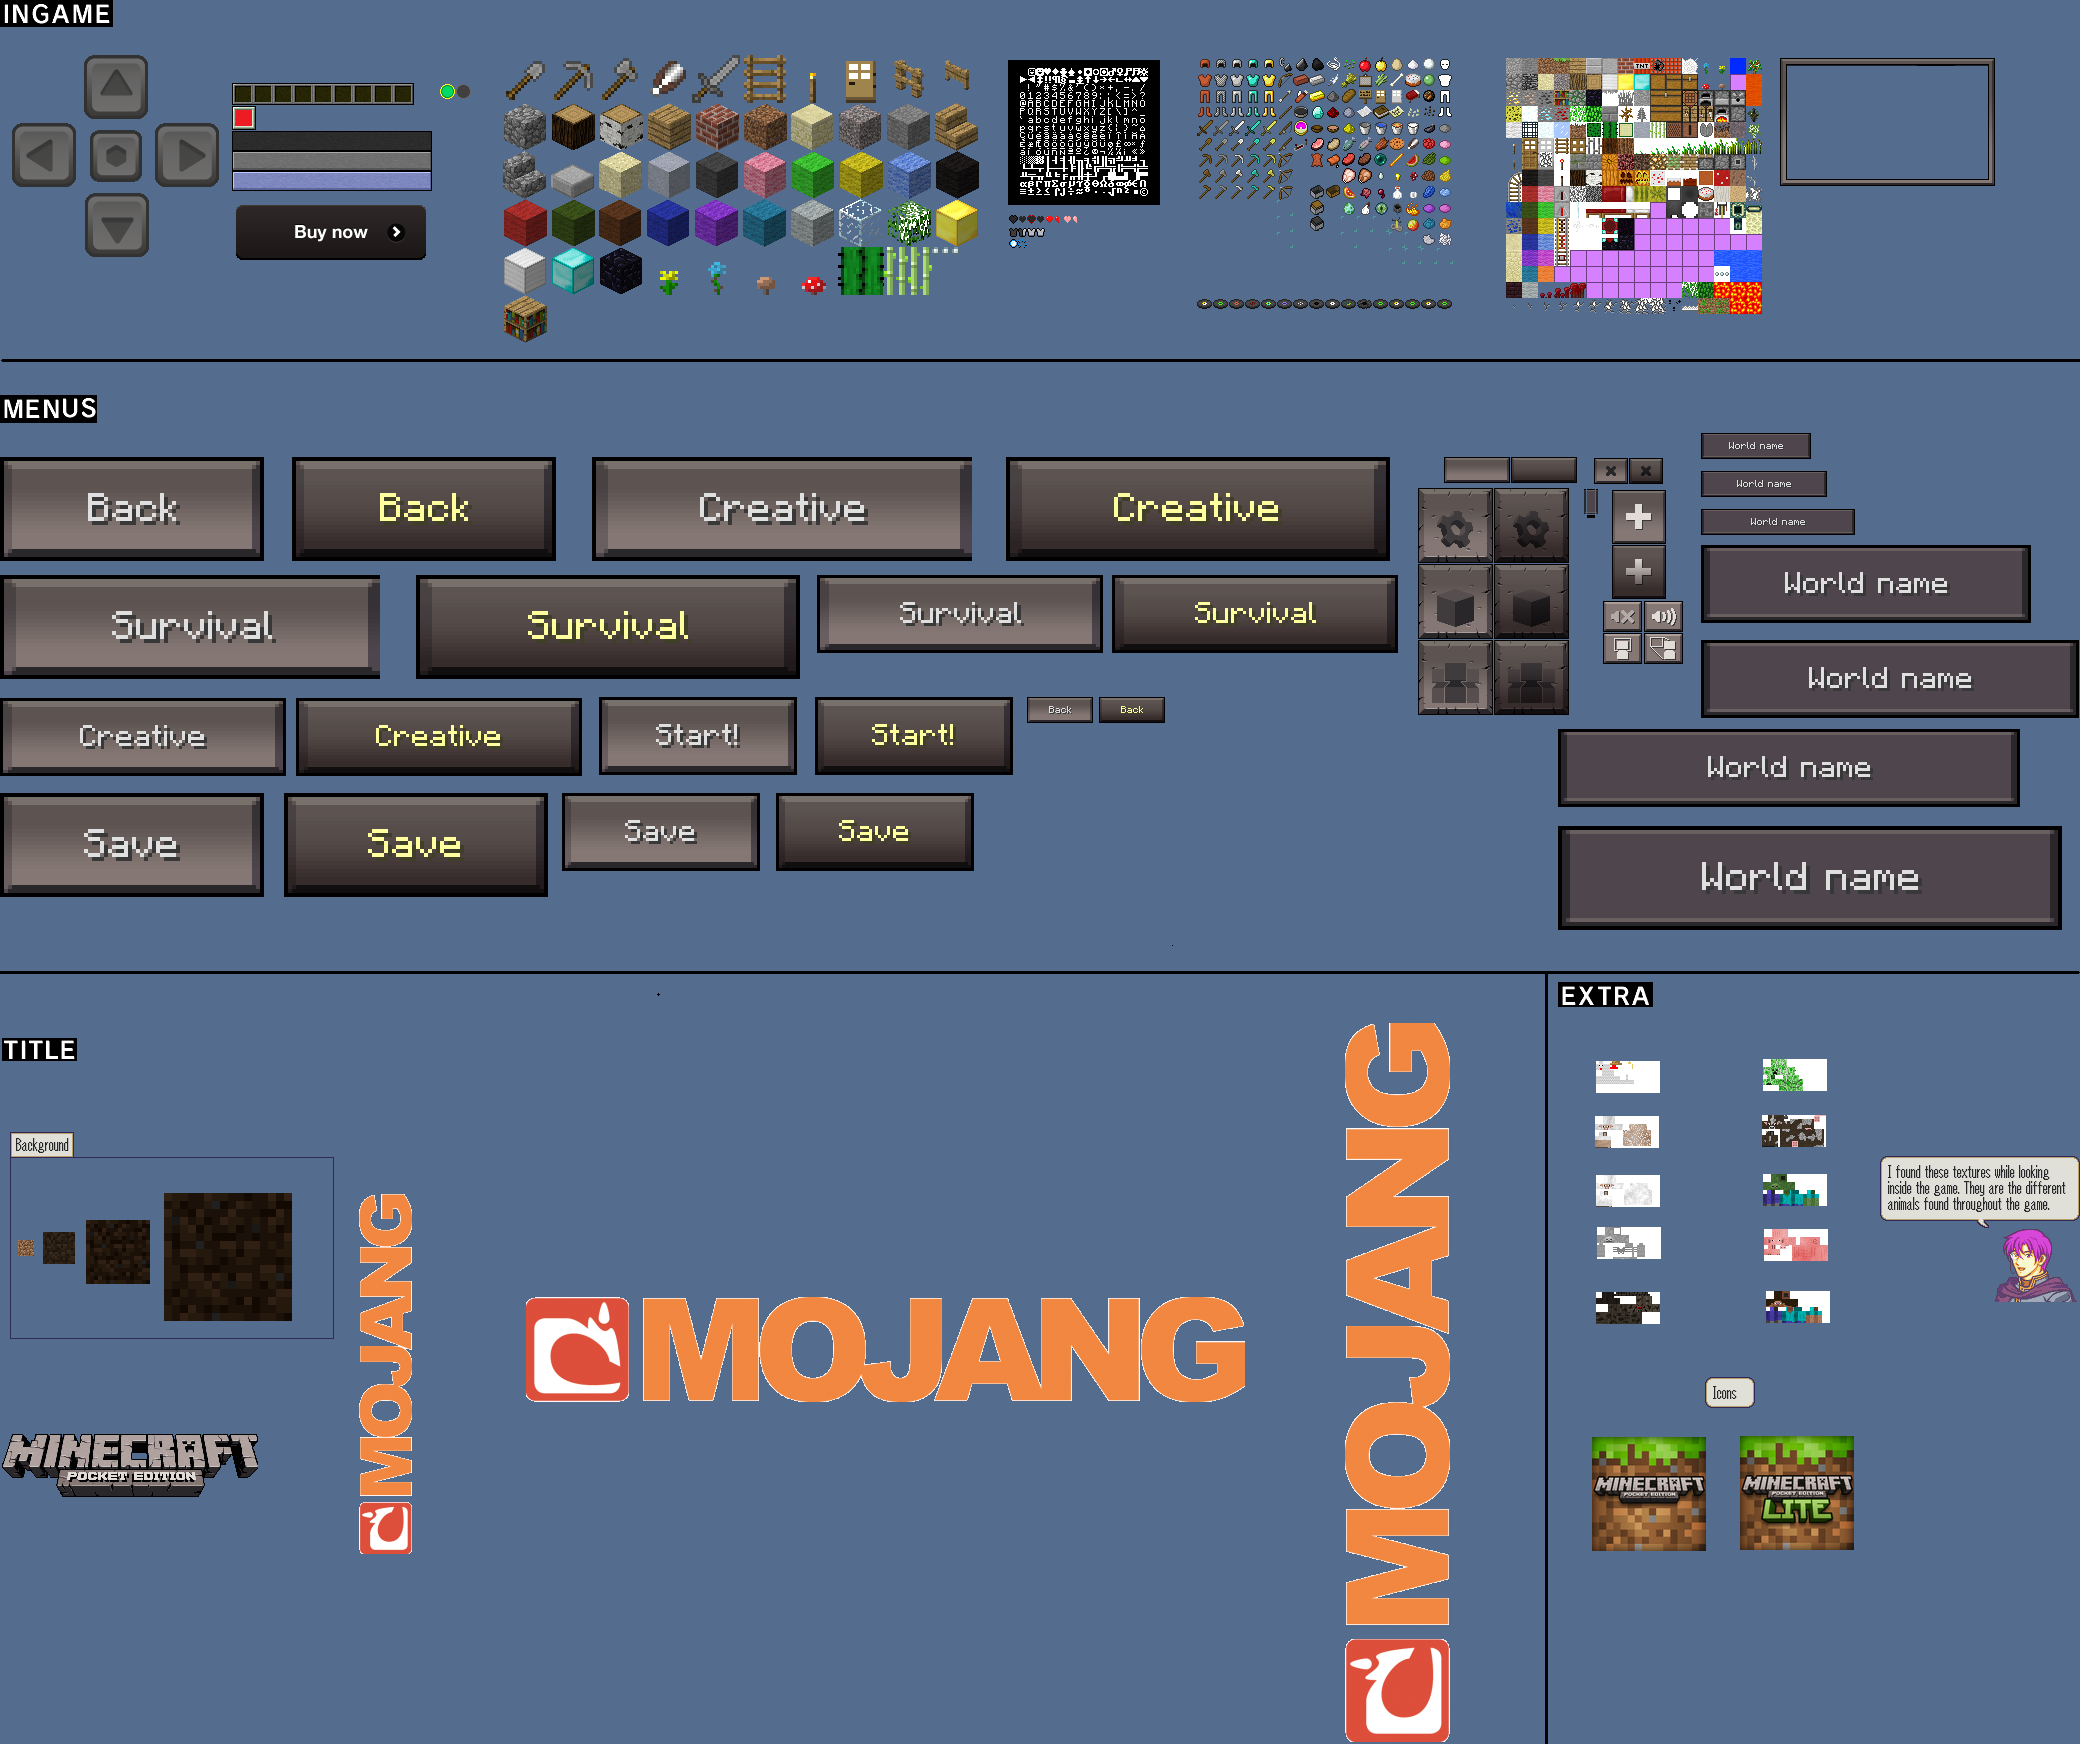 INGAME
Buy now
TNT
MENUS
Back
Back
Creative
Creative
World name
World name
World name
World name
Survival
Survival
Survival
Survival
World name
Creative
Creative
Start!
Start!
Back
Back
World name
Save
Save
Save
Save
World name
EXTRA
TITLE
Background
I found these textures while looking
inside the game. They are the different
animals found throughout the game.
MOJANG
MOJANG
MOJANG
Icons
MINECRAFT
POCKET EDITION
MINECRAFT
POCKET EDITION
MINECRAFT
POCKET EDITION
LITE